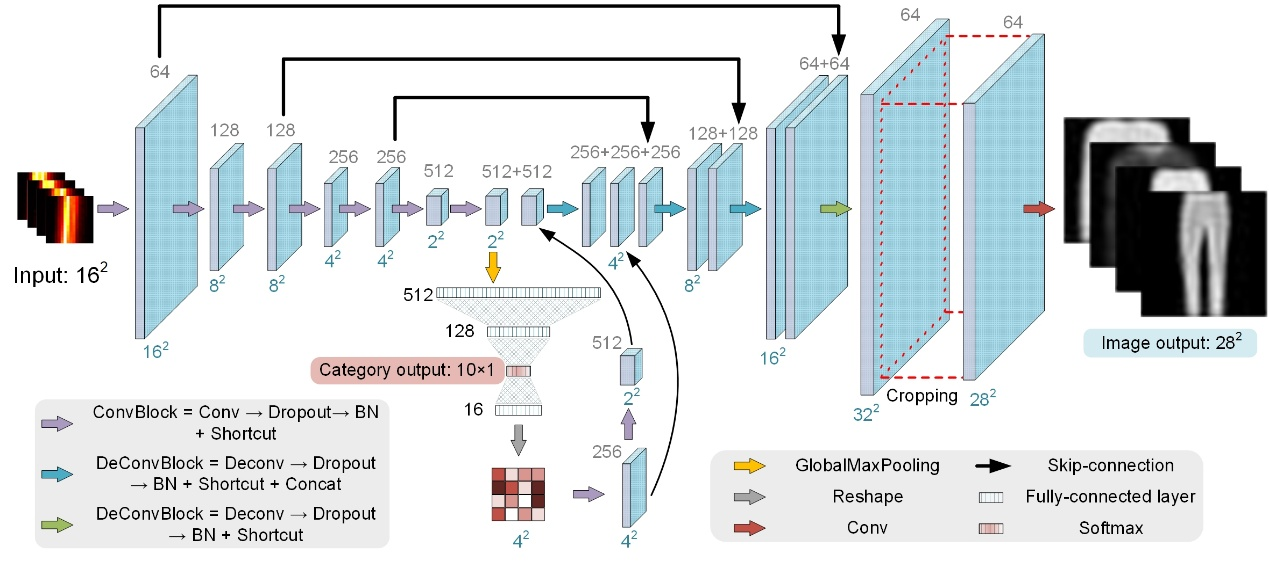 64
64
64
64+64
64
128
128
128+128
256
256
256+256+256
512
512+512
Input: 16²
8²
8²
4²
4²
2²
2²
4²
8²
16²
16²
32²
Cropping
28²
Image output: 28²
512
128
Category output: 10×1
16
512
2²
256
4²
4²
ConvBlock = Conv → Dropout→ BN
+ Shortcut
DeConvBlock = Deconv → Dropout
→ BN + Shortcut + Concat
DeConvBlock = Deconv → Dropout
→ BN + Shortcut
GlobalMaxPooling
Skip-connection
Reshape
Fully-connected layer
Conv
Softmax